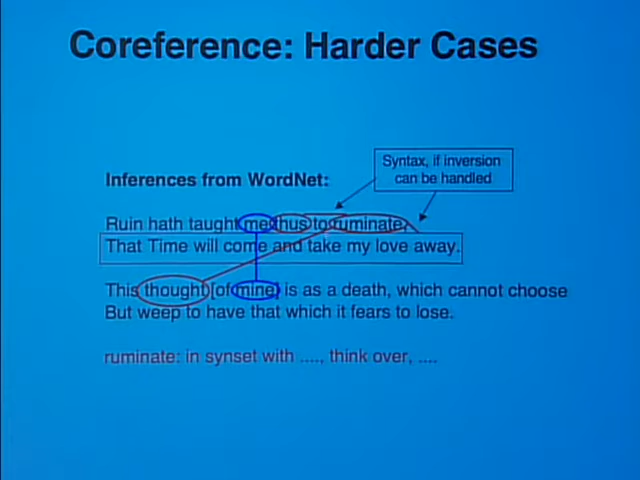 Coreference: Harder Cases
Syntax, if inversion
can be handled
Inferences from WordNet:
Ruin hath taught me thus to ruminate,
That Time will come and take my love away.
This thought [of mine] is as a death, which cannot choose
But weep to have that which it fears to lose.
ruminate: in synset with ...., think over, ....